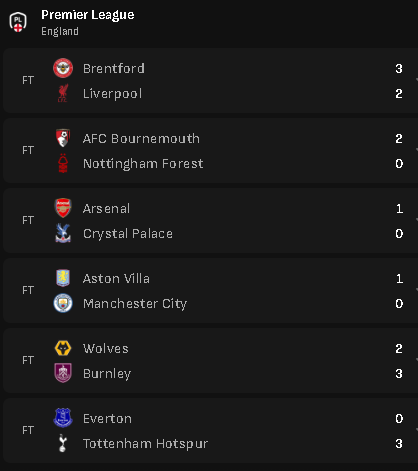 Premier League
England
FT
Brentford 3
Liverpool 2
FT
AFC Bournemouth 2
Nottingham Forest 0
FT
Arsenal 1
Crystal Palace 0
FT
Aston Villa 1
Manchester City 0
FT
Wolves 2
Burnley 3
FT
Everton 0
Tottenham Hotspur 3